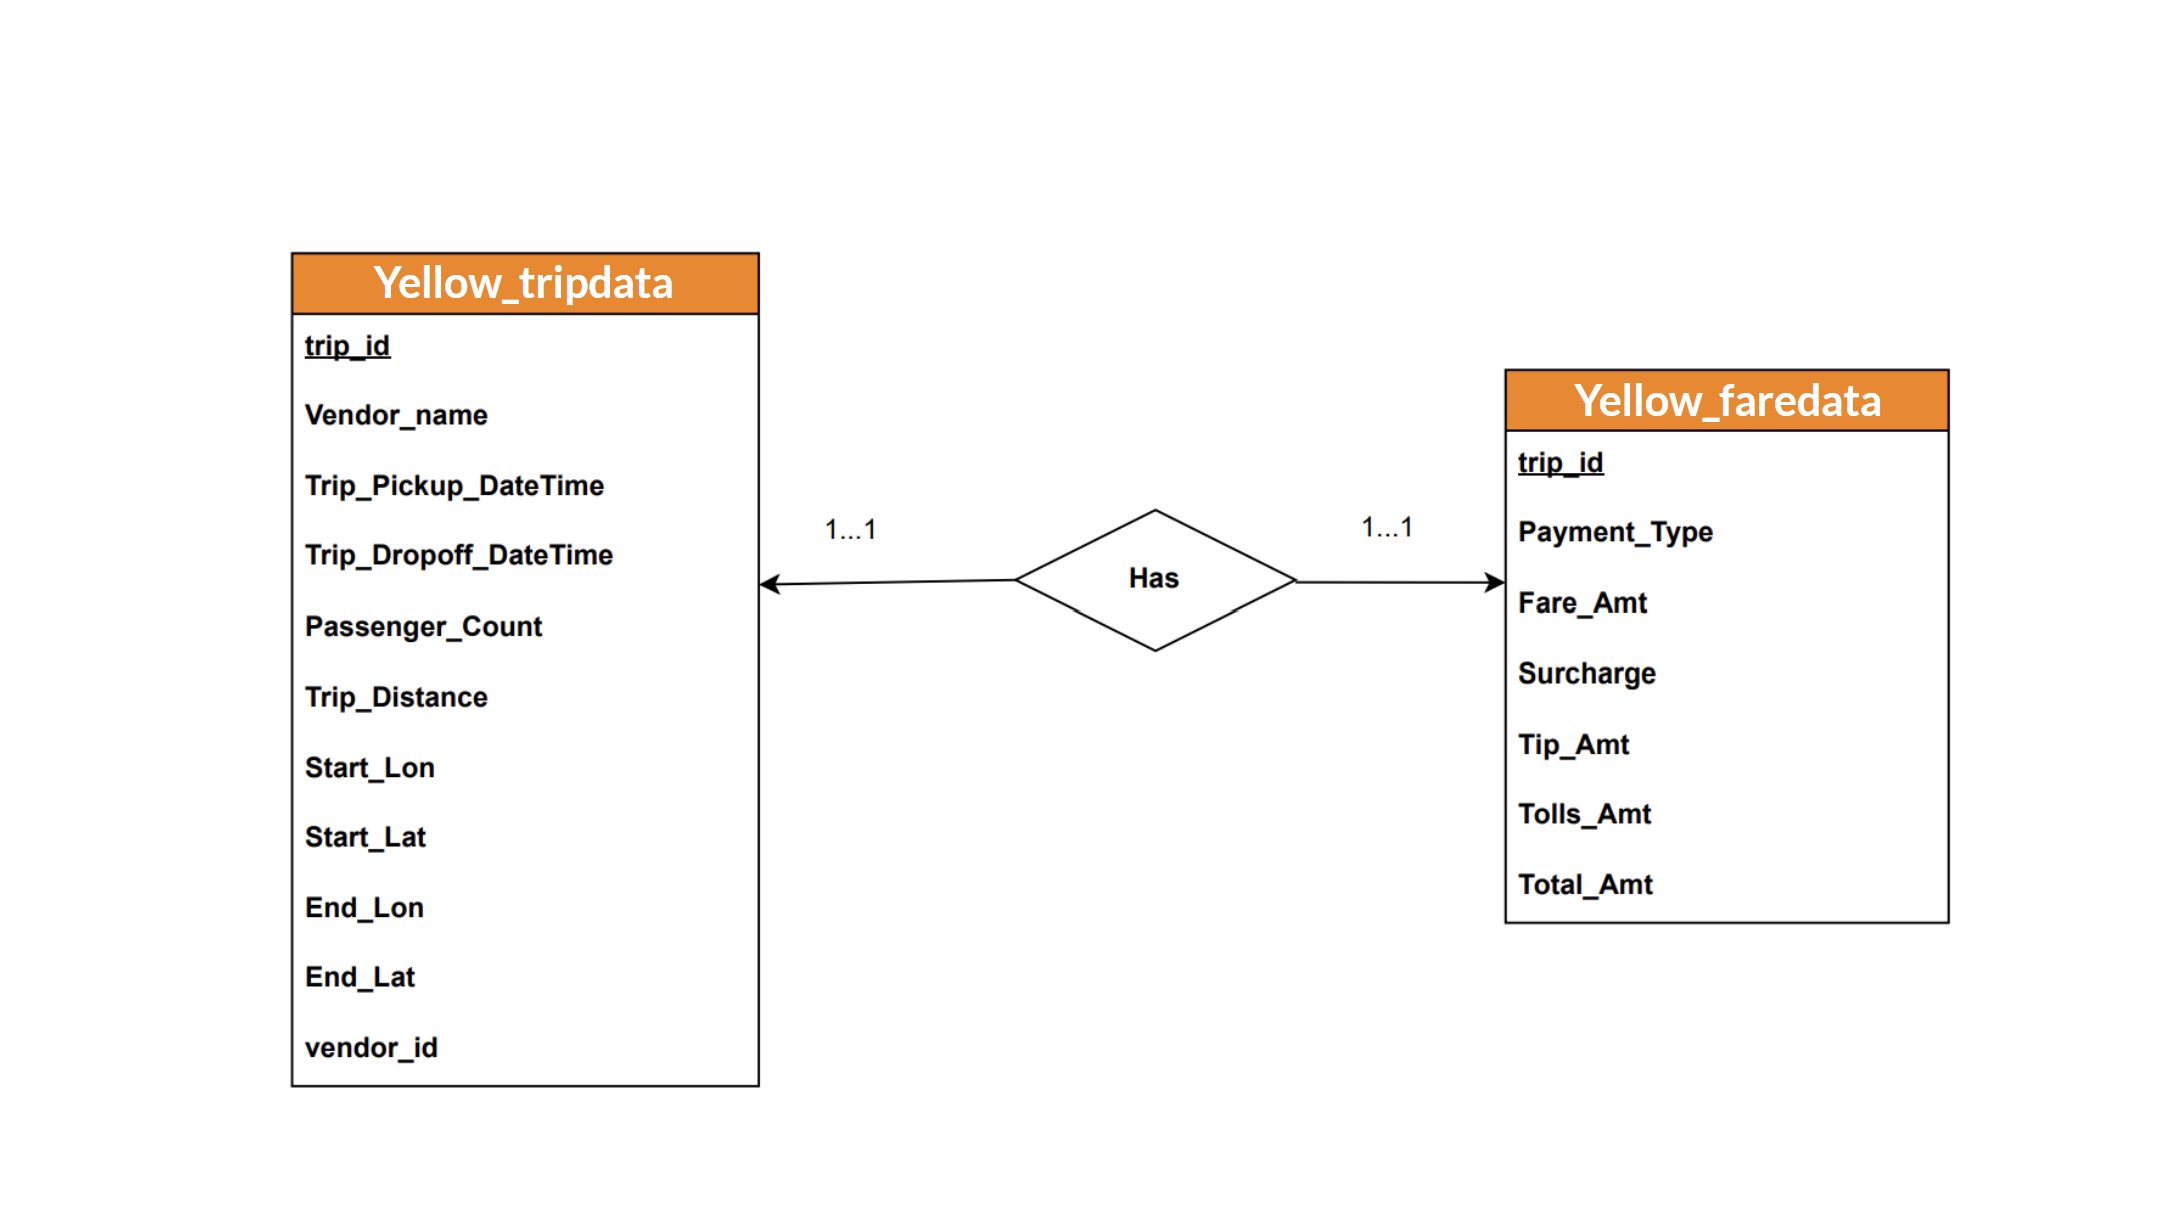 Yellow_tripdata
trip_id
Vendor_name
Trip_Pickup_DateTime
Trip_Dropoff_DateTime
Passenger_Count
Trip_Distance
Start_Lon
Start_Lat
End_Lon
End_Lat
vendor_id
1...1
Has
1...1
Yellow_faredata
trip_id
Payment_Type
Fare_Amt
Surcharge
Tip_Amt
Tolls_Amt
Total_Amt